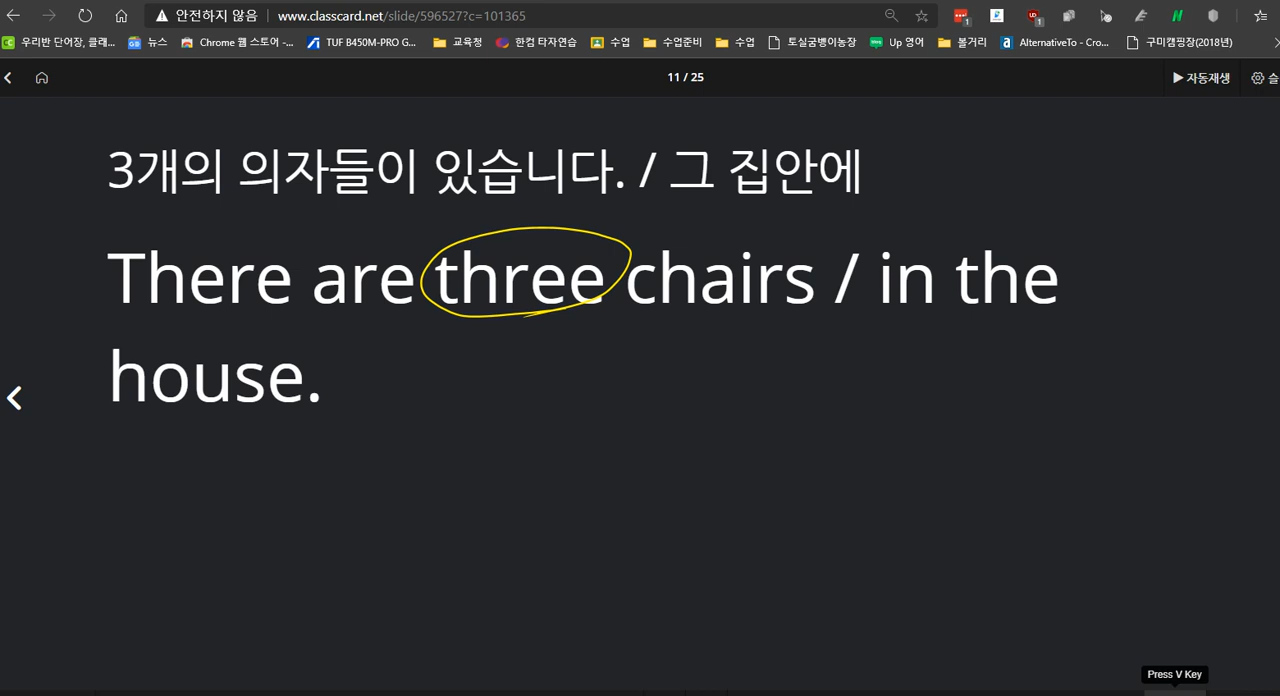 안전하지 않음 | www.classcard.net/slide/596527?c=101365
우리반 단어장, 클래... 뉴스 Chrome 웹 스토어 -... TUF B450M-PRO G... 교육청 한컴 타자연습 수업 수업준비 수업 토실굼벵이농장 Up 영어 볼거리 AlternativeTo - Cro... 구미캠핑장(2018년)
11 / 25 자동재생 슬
3개의 의자들이 있습니다. / 그 집안에
There are three chairs / in the
house.
Press V Key